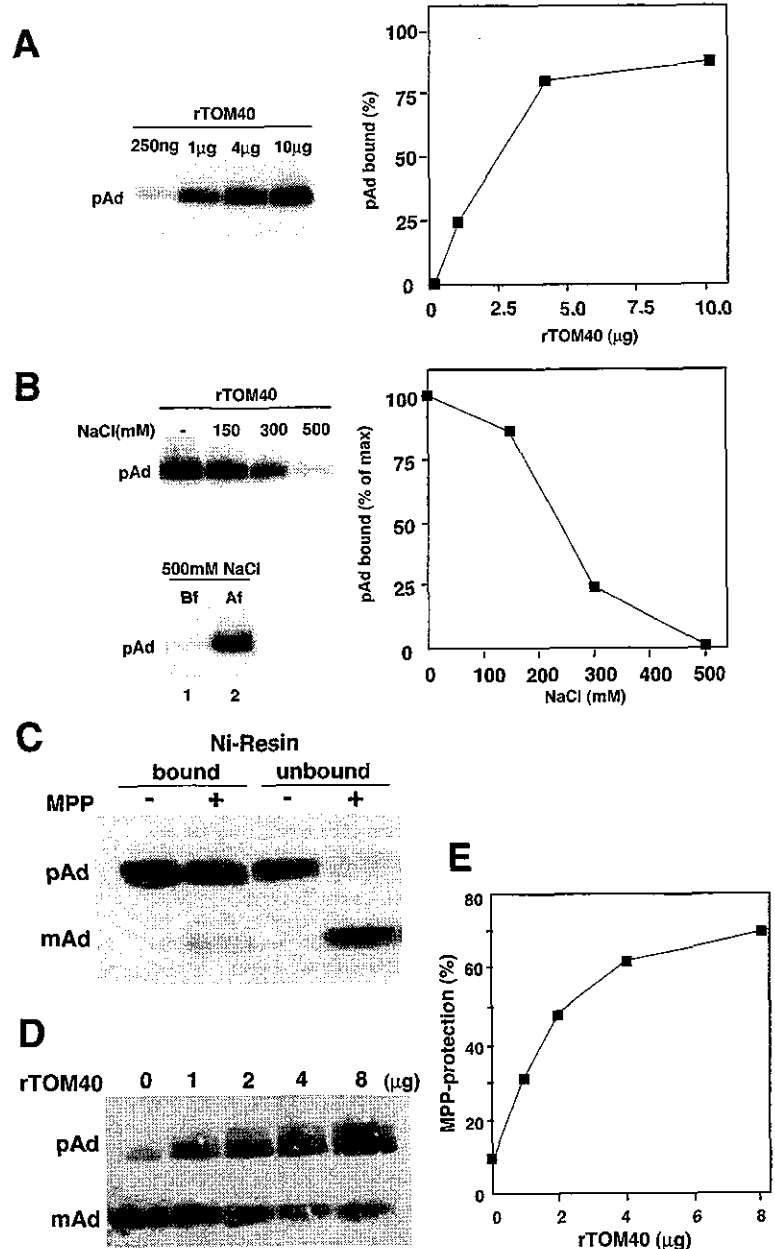 A
rTOM40
250ng 1μg 4μg 10μg
pAd
pAd bound (%)
100
75
50
25
0
0 2.5 5.0 7.5 10.0
rTOM40 (μg)
B
rTOM40
NaCl(mM) - 150 300 500
pAd
500mM NaCl
Bf Af
pAd
1 2
pAd bound (% of max)
100
75
50
25
0
0 100 200 300 400 500
NaCl (mM)
C
Ni-Resin
bound unbound
MPP - + - +
pAd
mAd
D
rTOM40 0 1 2 4 8 (μg)
pAd
mAd
E
MPP-protection (%)
80
60
40
20
0
0 2 4 6 8
rTOM40 (μg)